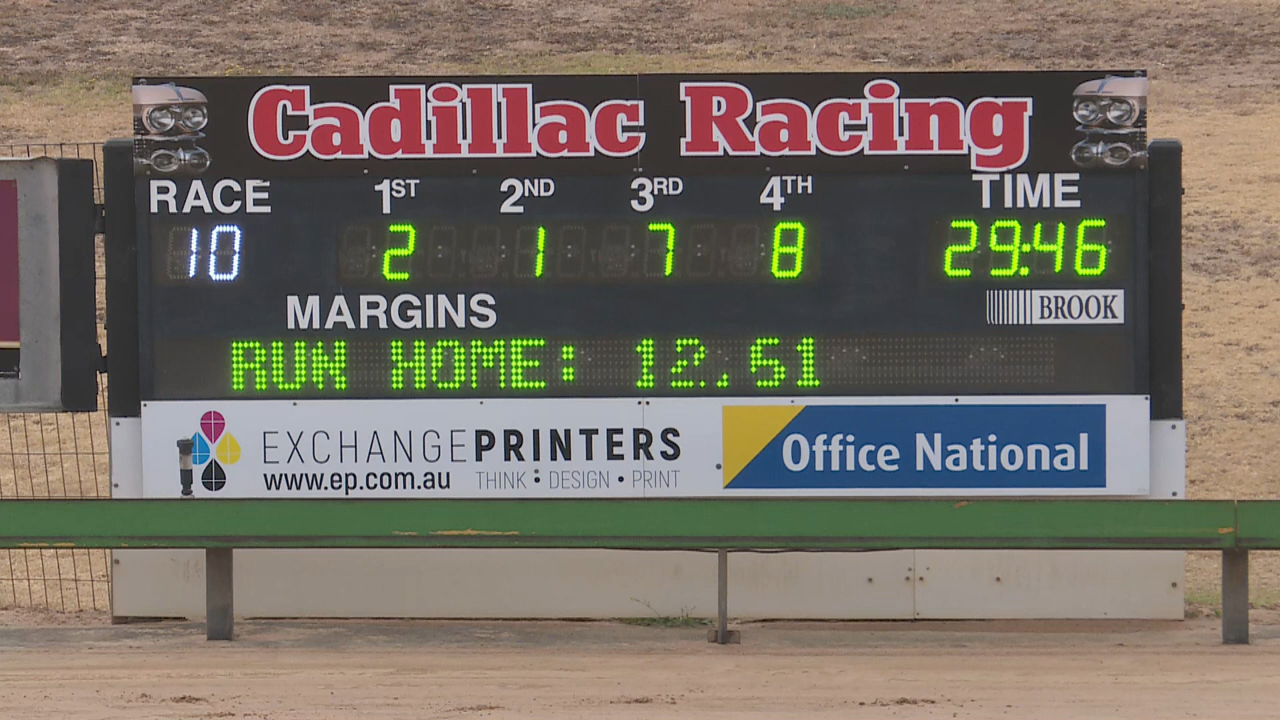 Cadillac Racing
RACE 1ST 2ND 3RD 4TH TIME
10 2 1 7 8 29:46
MARGINS BROOK
RUN HOME: 12.51
EXCHANGEPRINTERS Office National
www.ep.com.au THINK : DESIGN • PRINT